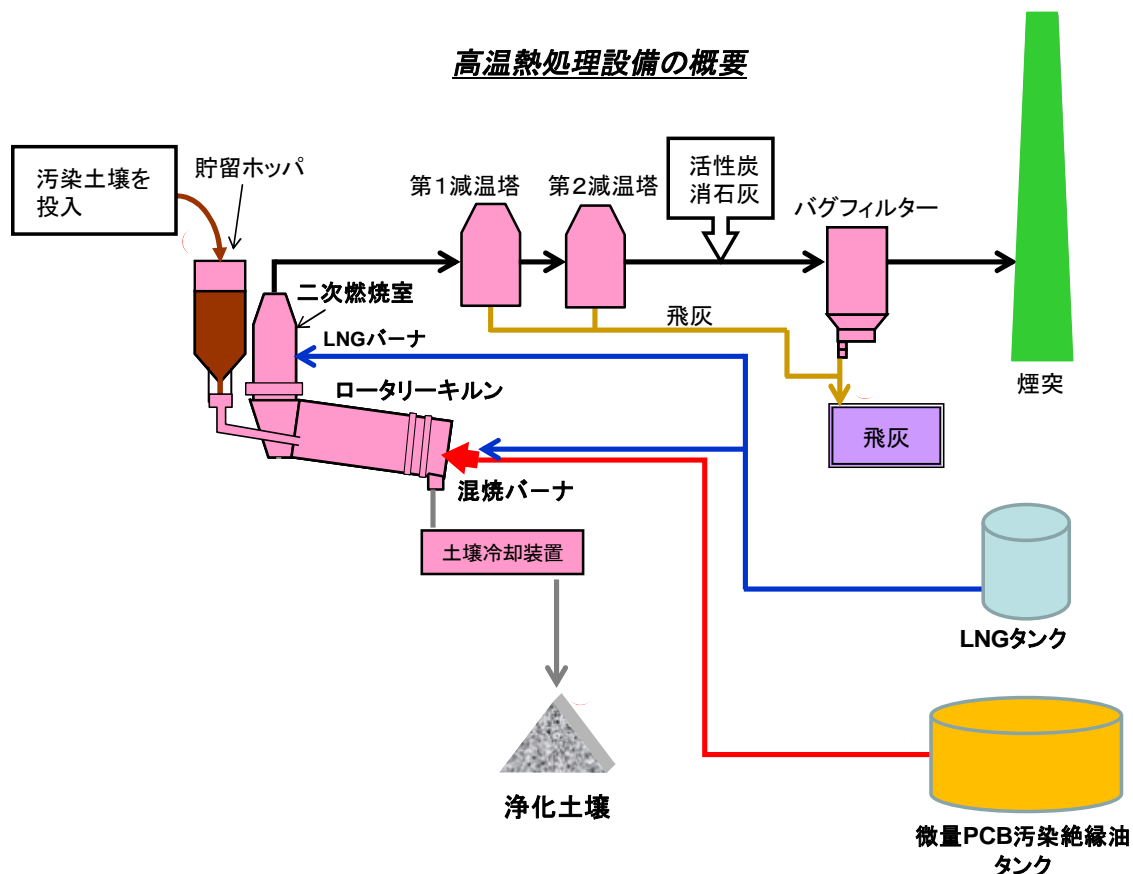 高温熱処理設備の概要
汚染土壌を
投入
貯留ホッパ
第1減温塔
第2減温塔
活性炭
消石灰
バグフィルター
二次燃焼室
LNGバーナ
飛灰
ロータリーキルン
煙突
飛灰
混焼バーナ
土壌冷却装置
LNGタンク
浄化土壌
微量PCB汚染絶縁油
タンク